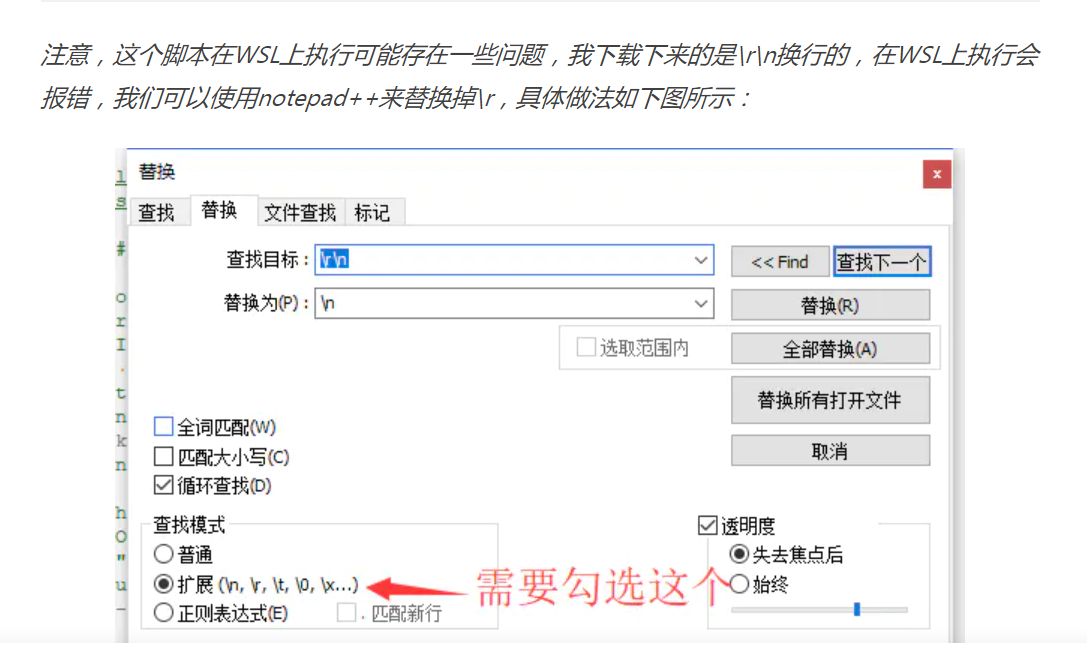 注意，这个脚本在WSL上执行可能存在一些问题，我下载下来的是\r\n换行的，在WSL上执行会
报错，我们可以使用notepad++来替换掉\r，具体做法如下图所示：
替换
x
查找 替换 文件查找 标记
查找目标： \r\n << Find 查找下一个
替换为(P)： \n 替换(R)
选取范围内 全部替换(A)
替换所有打开文件
取消
全词匹配(W)
匹配大小写(C)
循环查找(D)
查找模式
普通
扩展 (\n, \r, \t, \0, \x...)
正则表达式(E) . 匹配新行
需要勾选这个
透明度
失去焦点后
始终